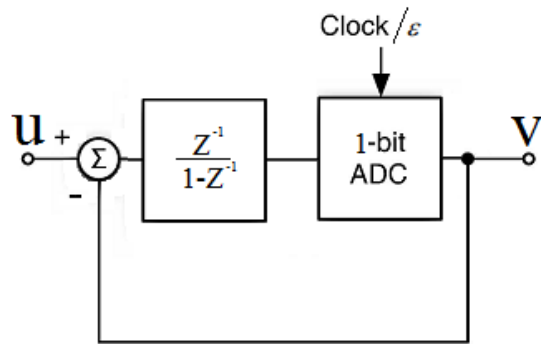 Clock/ε
u + Σ - Z⁻¹
1-Z⁻¹
1-bit
ADC
V